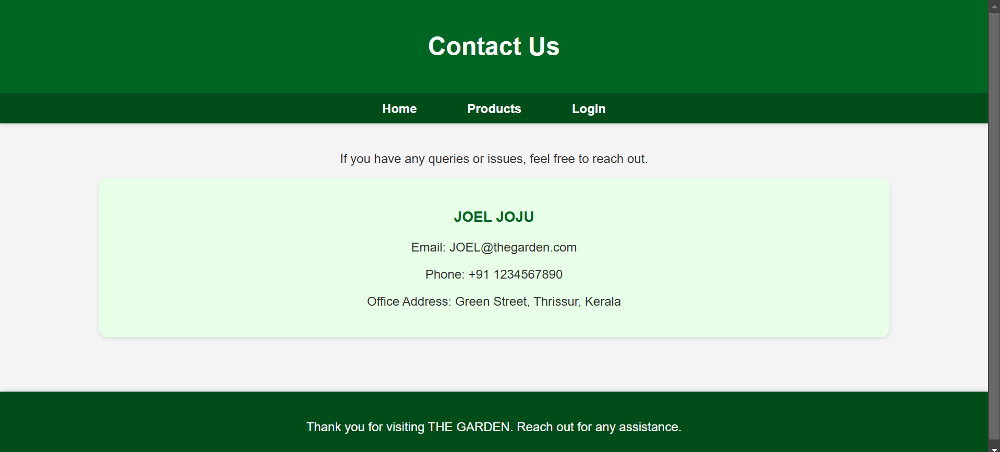 Contact Us
Home Products Login
If you have any queries or issues, feel free to reach out.
JOEL JOJU
Email: JOEL@thegarden.com
Phone: +91 1234567890
Office Address: Green Street, Thrissur, Kerala
Thank you for visiting THE GARDEN. Reach out for any assistance.